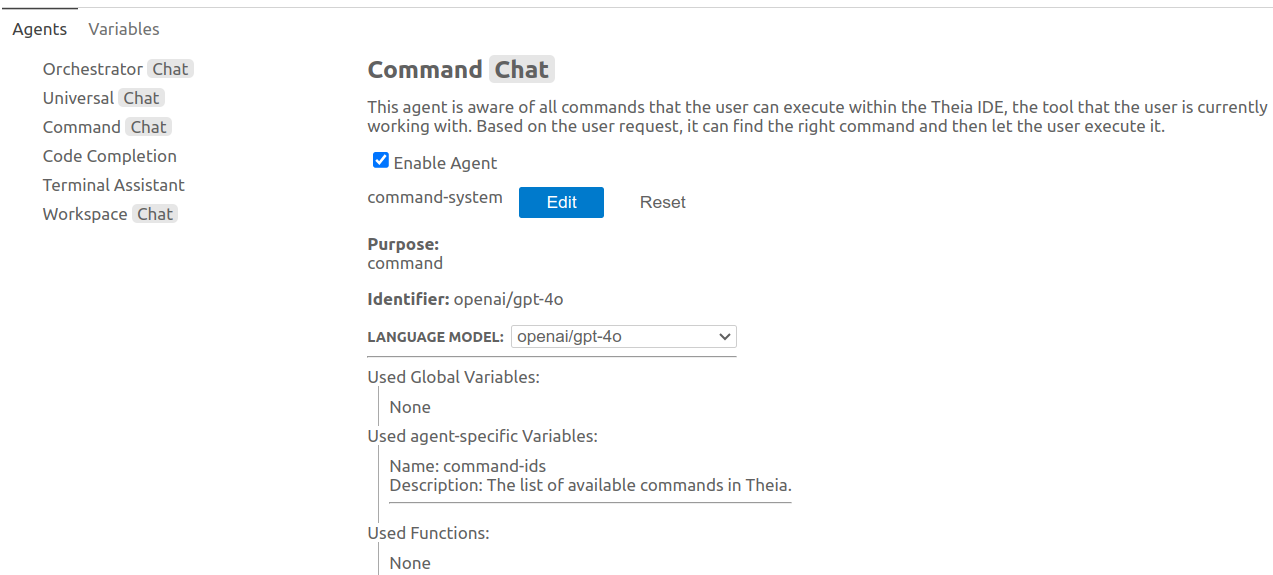 Agents Variables
Orchestrator Chat
Universal Chat
Command Chat
Code Completion
Terminal Assistant
Workspace Chat
Command Chat
This agent is aware of all commands that the user can execute within the Theia IDE, the tool that the user is currently
working with. Based on the user request, it can find the right command and then let the user execute it.
Enable Agent
command-system Edit Reset
Purpose:
command
Identifier: openai/gpt-4o
LANGUAGE MODEL: openai/gpt-4o
Used Global Variables:
None
Used agent-specific Variables:
Name: command-ids
Description: The list of available commands in Theia.
Used Functions:
None